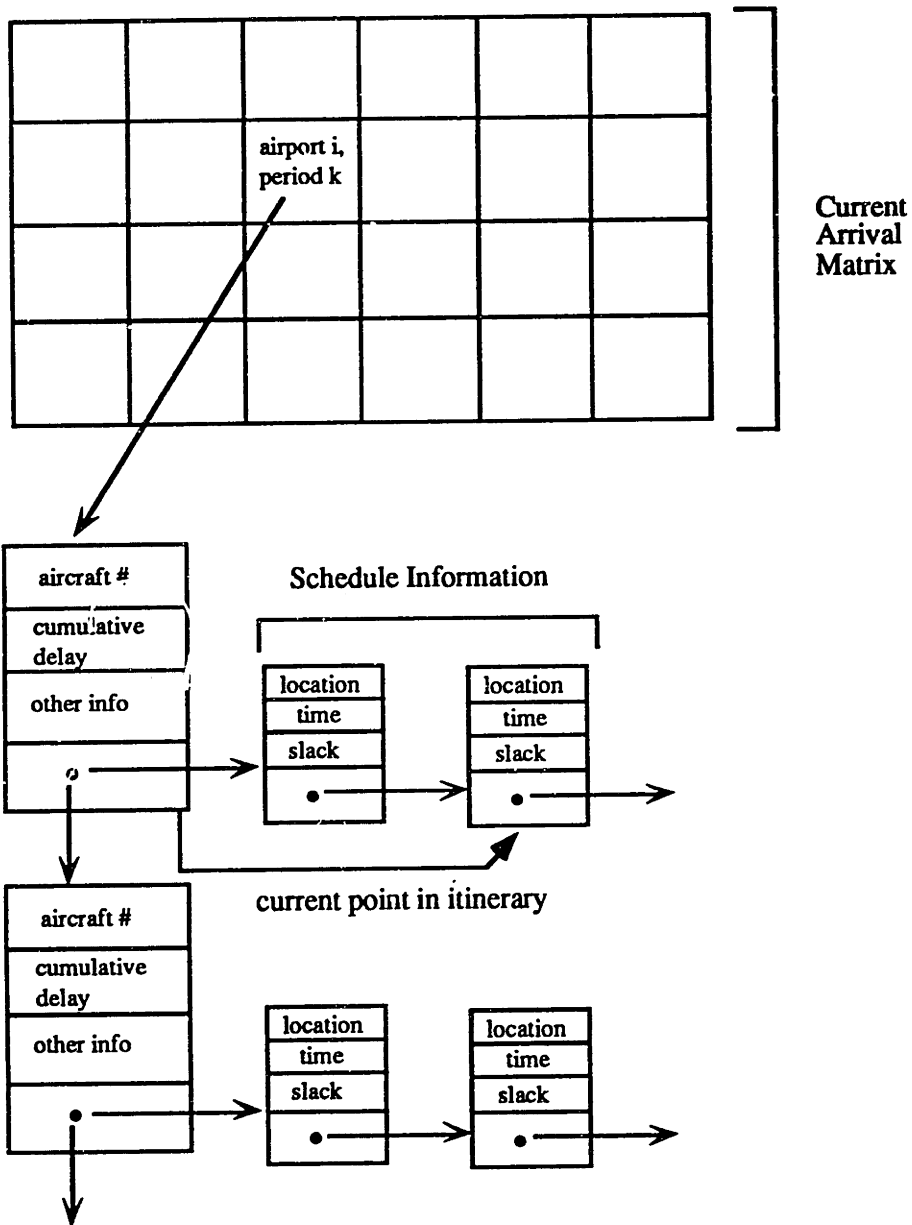 airport i,
period k
Current
Arrival
Matrix
aircraft #
cumulative
delay
other info
Schedule Information
location
time
slack
location
time
slack
current point in itinerary
aircraft #
cumulative
delay
other info
location
time
slack
location
time
slack